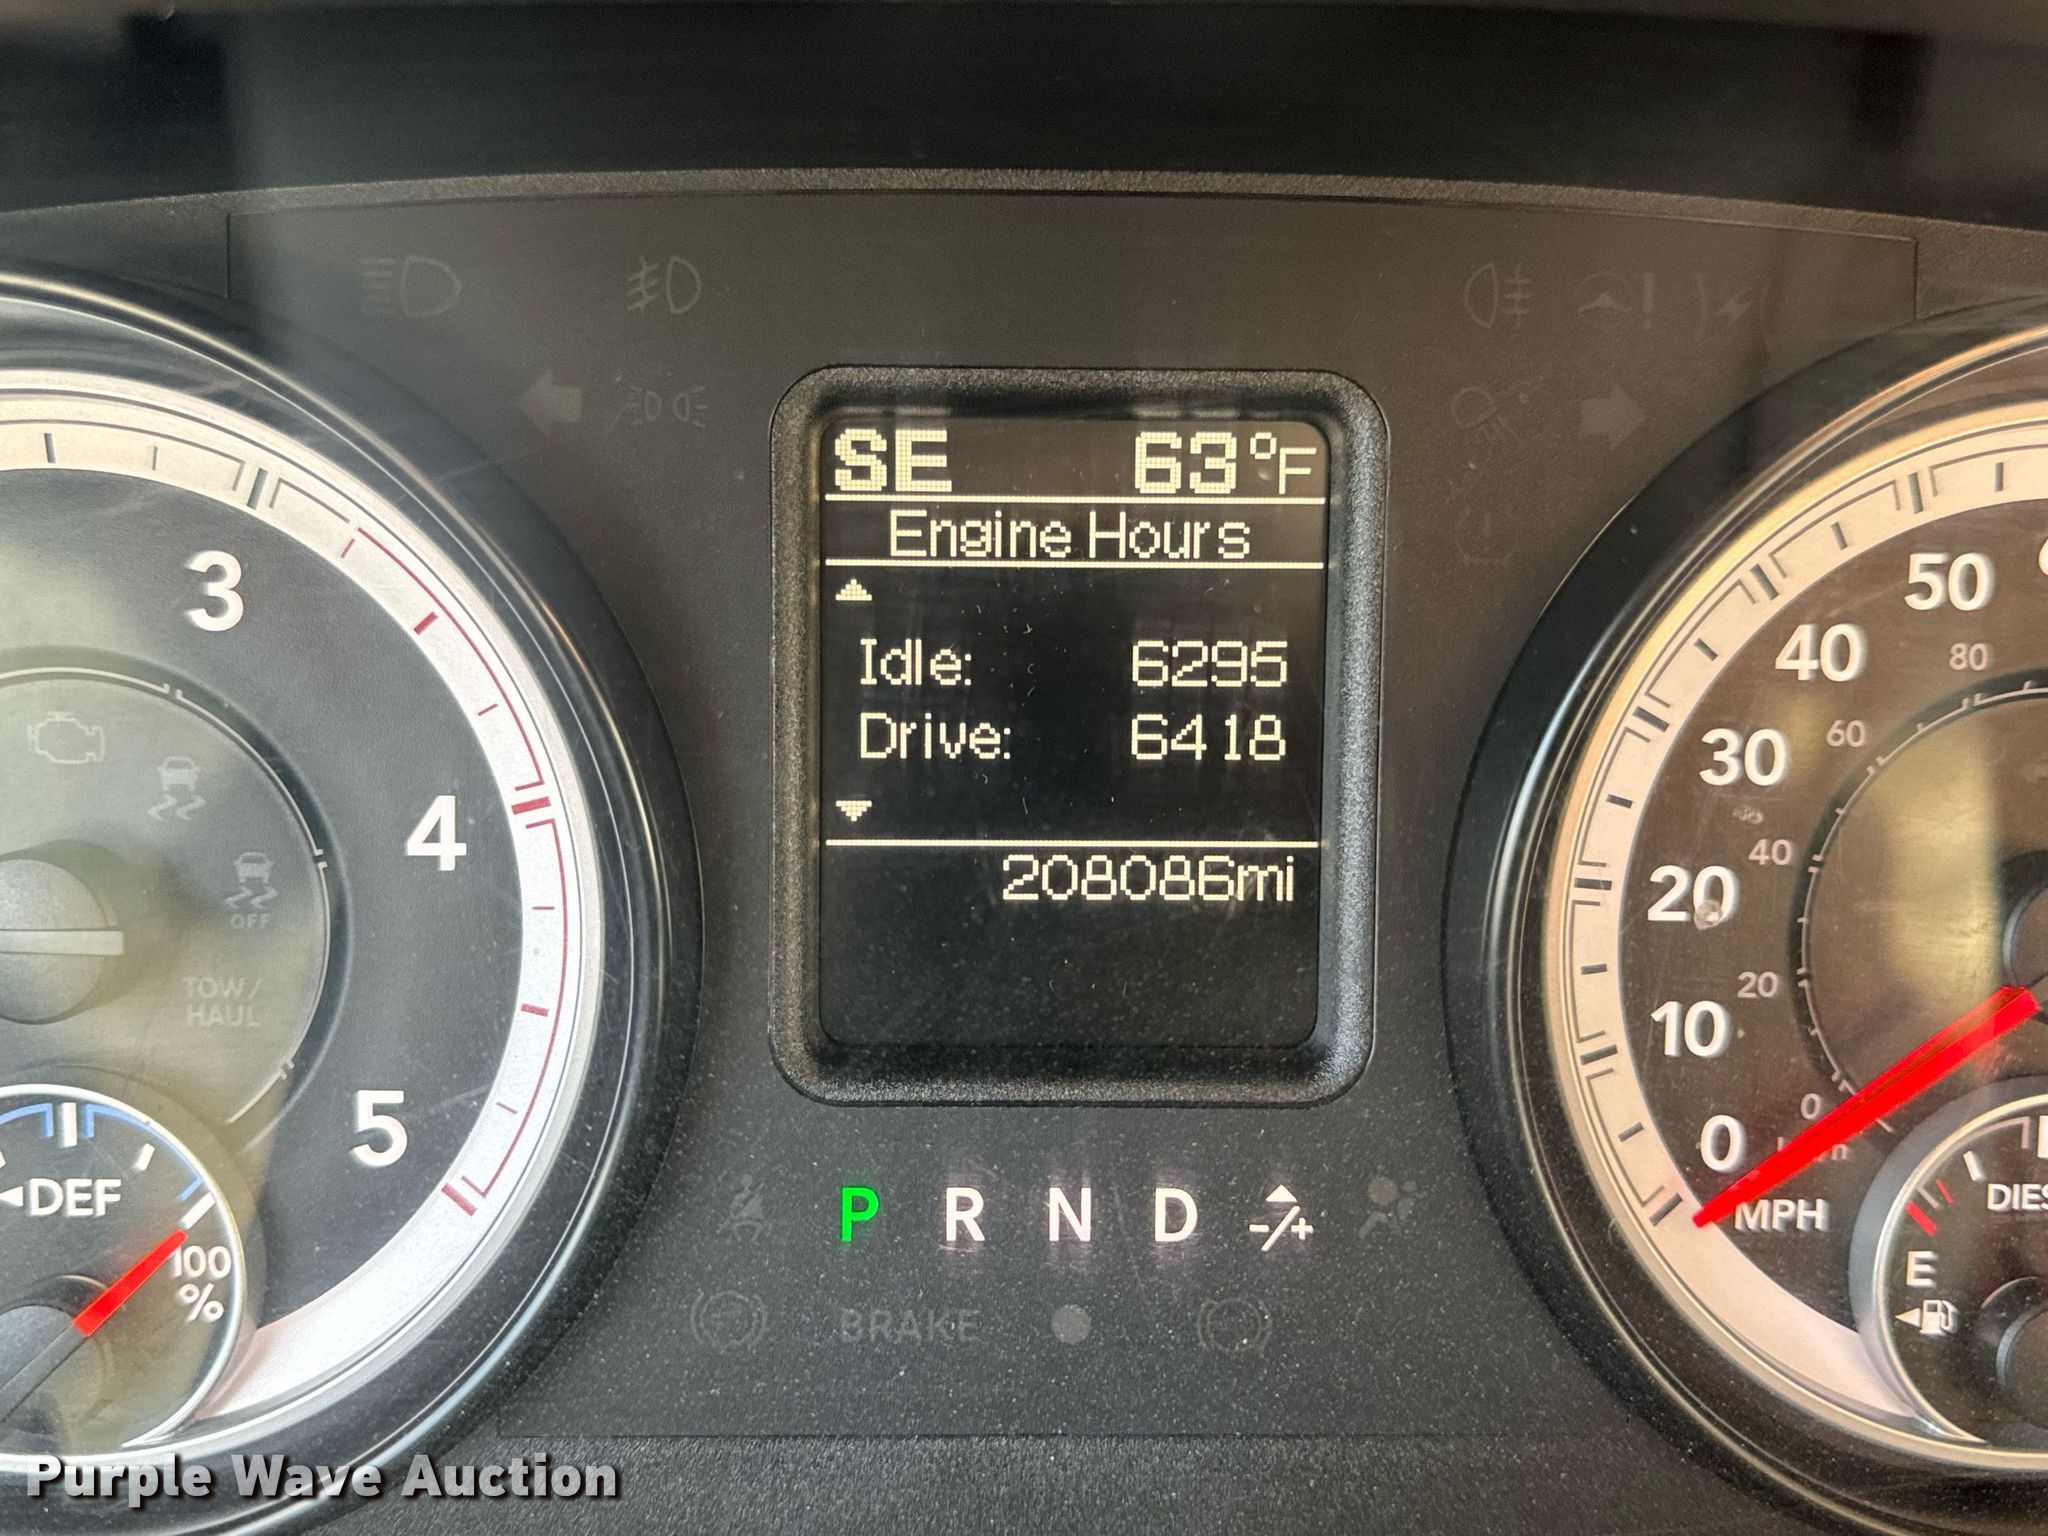 SE 63°F
Engine Hours
Idle: 6295
Drive: 6418
208086mi
P R N D -/+
BRAKE
3
4
5
OFF
TOW/
HAUL
DEF
100
%
50
40
80
30
60
20
40
10
20
0
0
MPH
E
Purple Wave Auction